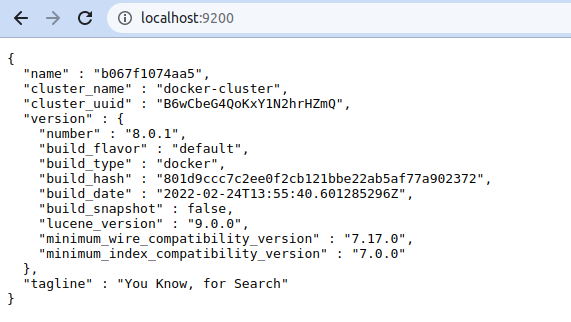 localhost:9200
{
  "name" : "b067f1074aa5",
  "cluster_name" : "docker-cluster",
  "cluster_uuid" : "B6wCbeG4QoKxY1N2hrHZmQ",
  "version" : {
    "number" : "8.0.1",
    "build_flavor" : "default",
    "build_type" : "docker",
    "build_hash" : "801d9ccc7c2ee0f2cb121bbe22ab5af77a902372",
    "build_date" : "2022-02-24T13:55:40.601285296Z",
    "build_snapshot" : false,
    "lucene_version" : "9.0.0",
    "minimum_wire_compatibility_version" : "7.17.0",
    "minimum_index_compatibility_version" : "7.0.0"
  },
  "tagline" : "You Know, for Search"
}